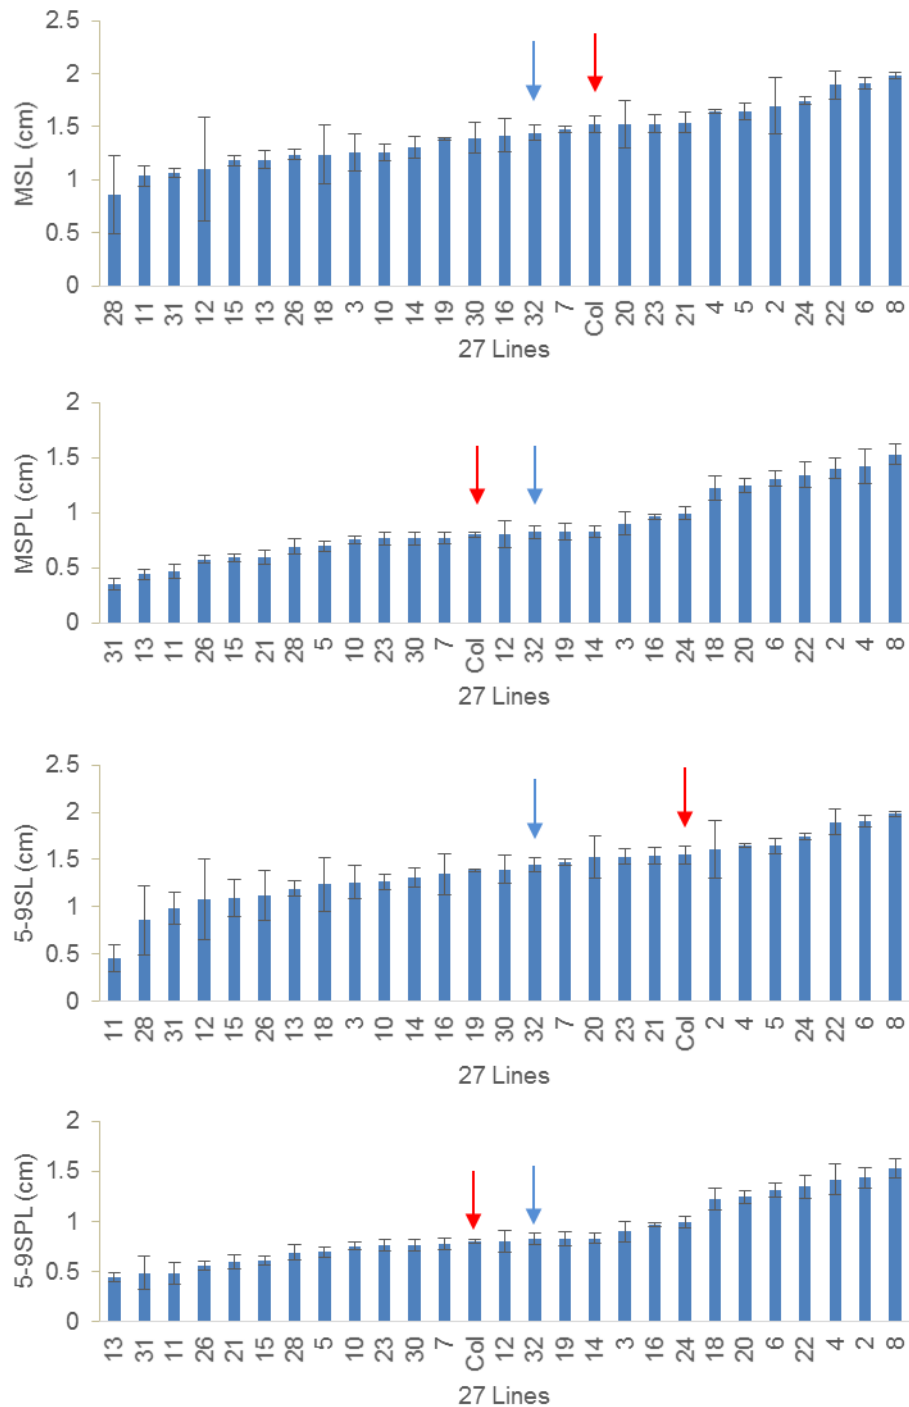 MSL (cm)
2.5
2
1.5
1
0.5
0
28 11 31 12 15 13 26 18 3 10 14 19 30 16 32 7 Col 20 23 21 4 5 2 24 22 6 8
27 Lines
MSPL (cm)
2
1.5
1
0.5
0
31 13 11 26 15 21 28 5 10 23 30 7 Col 12 32 19 14 3 16 24 18 20 6 22 2 4 8
27 Lines
5-9SL (cm)
2.5
2
1.5
1
0.5
0
11 28 31 12 15 26 13 18 3 10 14 16 19 30 32 7 20 23 21 Col 2 4 5 24 22 6 8
27 Lines
5-9SPL (cm)
2
1.5
1
0.5
0
13 31 11 26 21 15 28 5 10 23 30 7 Col 12 32 19 14 3 16 24 18 20 6 22 4 2 8
27 Lines